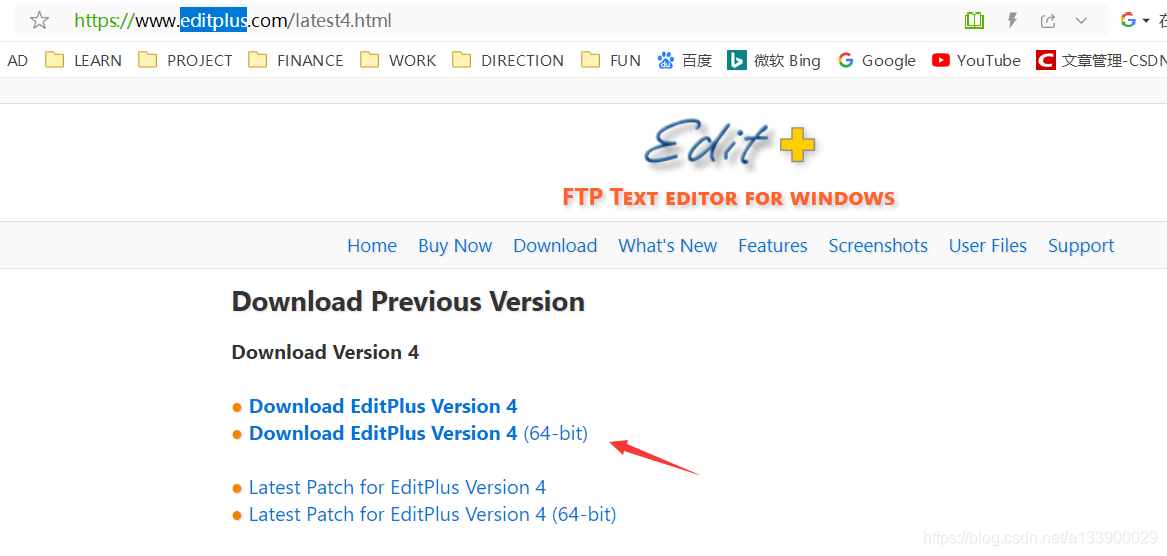 https://www.editplus.com/latest4.html
AD LEARN PROJECT FINANCE WORK DIRECTION FUN 百度 微软 Bing Google YouTube 文章管理-CSDN
Edit
FTP Text editor for windows
Home Buy Now Download What's New Features Screenshots User Files Support
Download Previous Version
Download Version 4
Download EditPlus Version 4
Download EditPlus Version 4 (64-bit)
Latest Patch for EditPlus Version 4
Latest Patch for EditPlus Version 4 (64-bit)
https://blog.csdn.net/a133900029